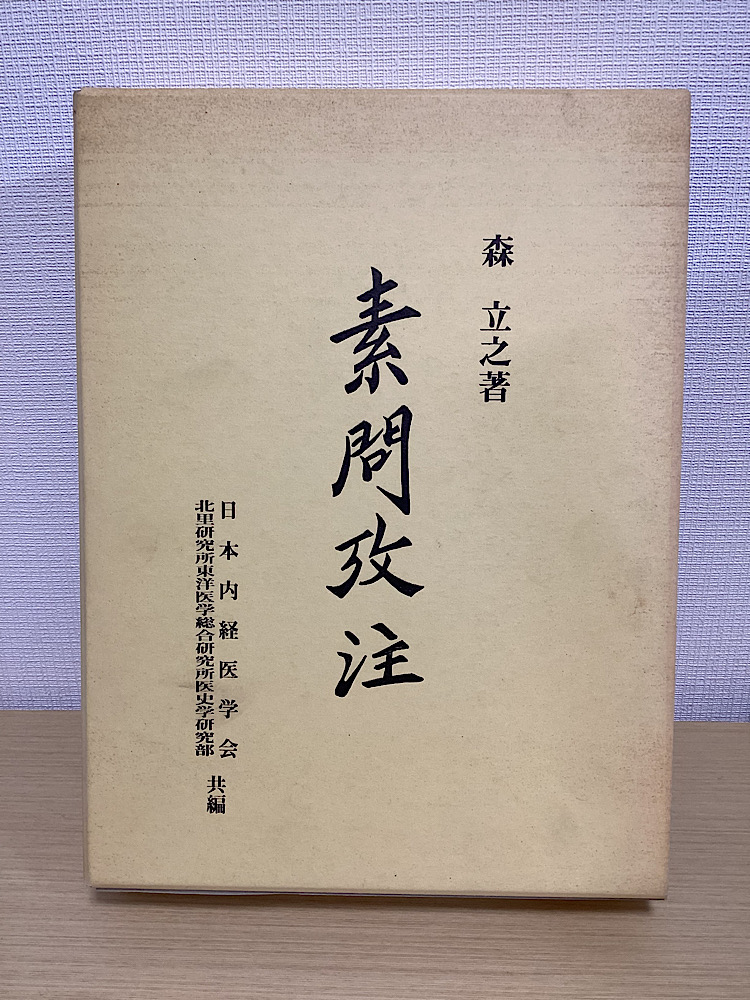 森 立之著
素問攷注
日本内経医学会
北里研究所東洋医学総合研究所医史学研究部
共編